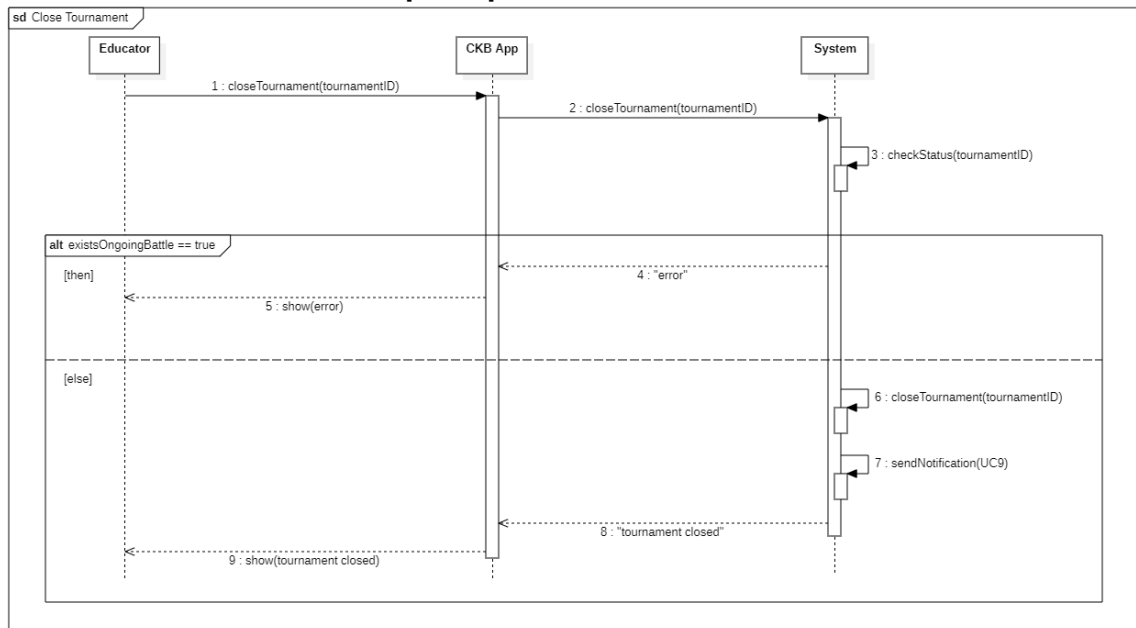 sd Close Tournament
Educator
CKB App
System
1 : closeTournament(tournamentID)
2 : closeTournament(tournamentID)
3 : checkStatus(tournamentID)
alt existsOngoingBattle == true
[then]
4 : "error"
5 : show(error)
[else]
6 : closeTournament(tournamentID)
7 : sendNotification(UC9)
8 : "tournament closed"
9 : show(tournament closed)